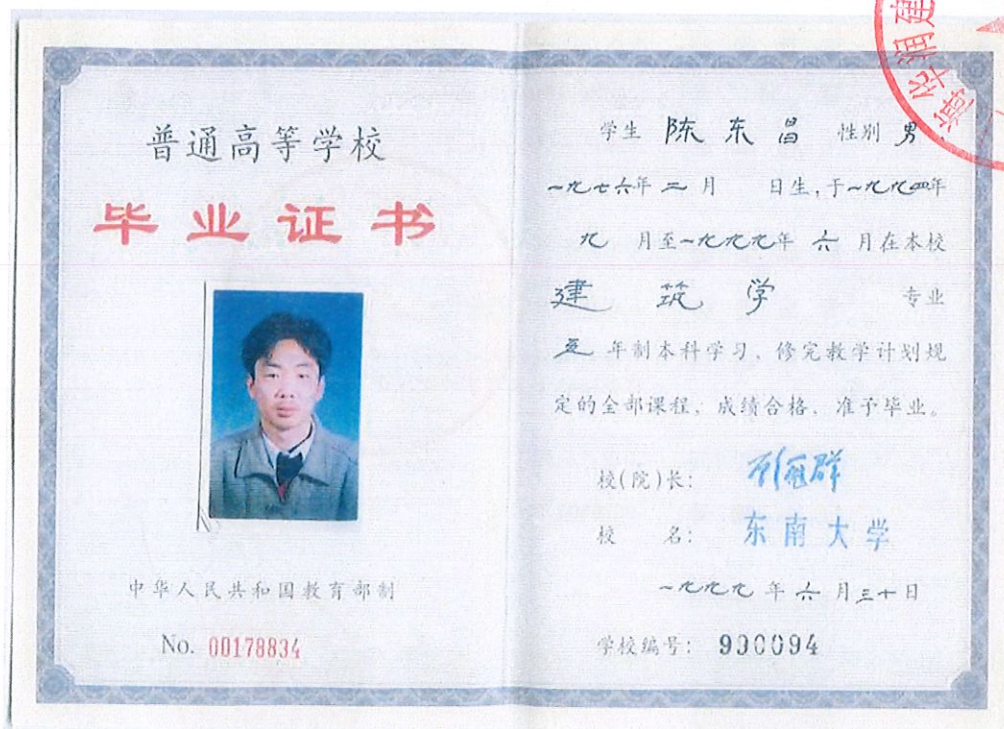 普通高等学校
毕业证书
中华人民共和国教育部制
No. 00178834
学生 陈东昌 性别 男
一九七六年二月 日生,于一九九四年
九 月至一九九九年 六 月在本校
建筑学 专业
五 年制本科学习, 修完教学计划规
定的全部课程, 成绩合格, 准予毕业。
校(院)长:
校 名: 东南大学
一九九九年六月三十日
学校编号: 990094
海华润建